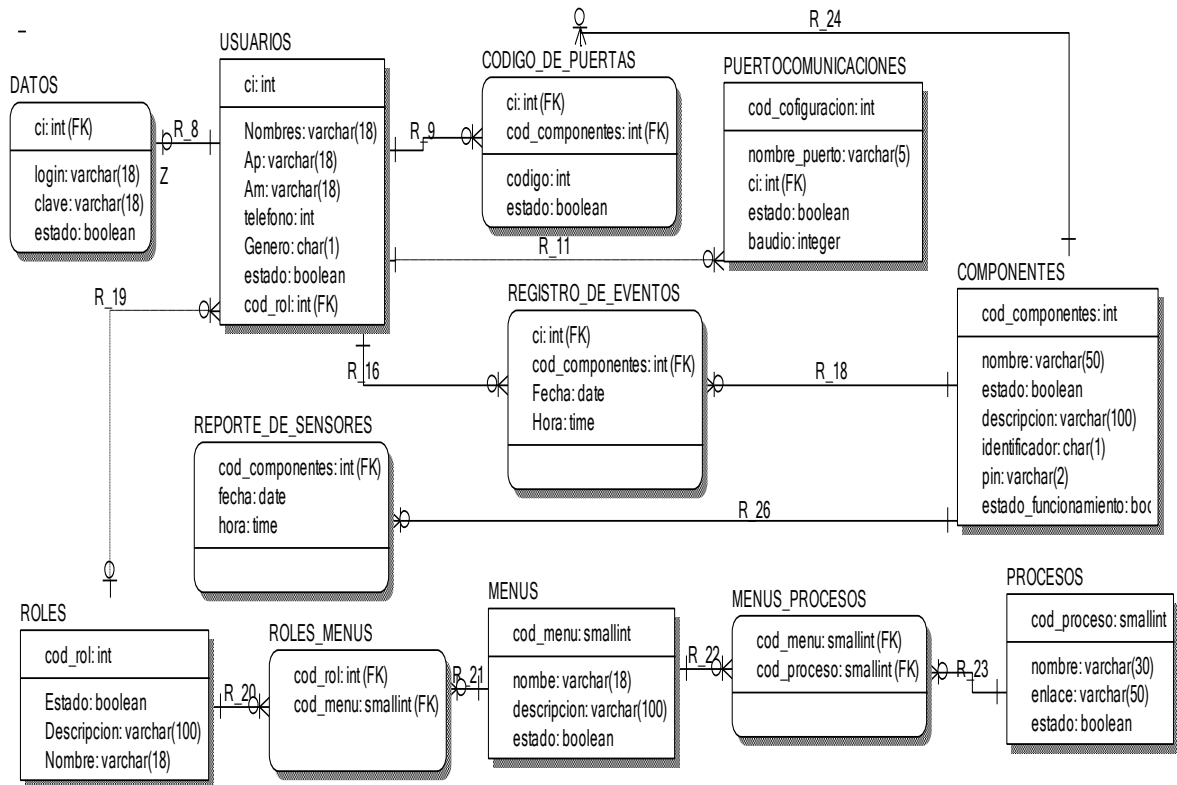 R_24
USUARIOS
ci: int
Nombres: varchar(18)
Ap: varchar(18)
Am: varchar(18)
telefono: int
Genero: char(1)
estado: boolean
cod_rol: int (FK)
CODIGO_DE_PUERTAS
ci: int (FK)
cod_componentes: int (FK)
codigo: int
estado: boolean
PUERTOCOMUNICACIONES
cod_cofiguracion: int
nombre_puerto: varchar(5)
ci: int (FK)
estado: boolean
baudio: integer
DATOS
ci: int (FK)
login: varchar(18)
clave: varchar(18)
estado: boolean
R_8
Z
R_9
R_11
R_19
REGISTRO_DE_EVENTOS
ci: int (FK)
cod_componentes: int (FK)
Fecha: date
Hora: time
COMPONENTES
cod_componentes: int
nombre: varchar(50)
estado: boolean
descripcion: varchar(100)
identificador: char(1)
pin: varchar(2)
estado_funcionamiento: boo
R_16
R_18
REPORTE_DE_SENSORES
cod_componentes: int (FK)
fecha: date
hora: time
R_26
ROLES
cod_rol: int
Estado: boolean
Descripcion: varchar(100)
Nombre: varchar(18)
R_20
ROLES_MENUS
cod_rol: int (FK)
cod_menu: smallint (FK)
R_21
MENUS
cod_menu: smallint
nombe: varchar(18)
descripcion: varchar(100)
estado: boolean
R_22
MENUS_PROCESOS
cod_menu: smallint (FK)
cod_proceso: smallint (FK)
R_23
PROCESOS
cod_proceso: smallint
nombre: varchar(30)
enlace: varchar(50)
estado: boolean